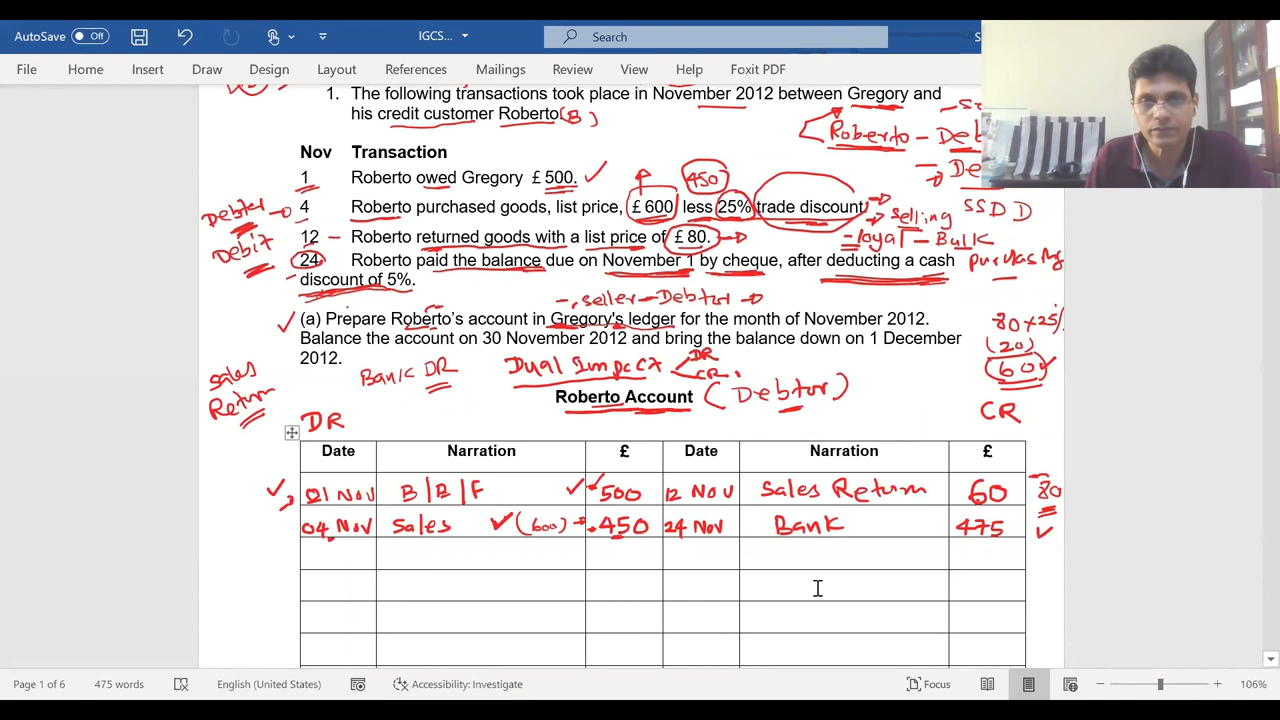 AutoSave Off IGCS... Search S
File Home Insert Draw Design Layout References Mailings Review View Help Foxit PDF
1. The following transactions took place in November 2012 between Gregory and
his credit customer Roberto (B)
Roberto - Deb
Nov Transaction
1 Roberto owed Gregory £ 500. 450 De
4 Roberto purchased goods, list price, £ 600 less 25% trade discount SSD D
Debtor selling
12 Roberto returned goods with a list price of £ 80. - loyal - Bulk
Debit
24 Roberto paid the balance due on November 1 by cheque, after deducting a cash purchasing
discount of 5%.
- seller - Debtor
(a) Prepare Roberto's account in Gregory's ledger for the month of November 2012. 80 x 25%
Balance the account on 30 November 2012 and bring the balance down on 1 December (20)
2012. Dual Impact DR CR (60)
Sales Return Bank DR
Roberto Account (Debtor)
DR CR
Date Narration £ Date Narration £
01 Nov B/B/F 500 12 Nov Sales Return 60 80
04 Nov Sales (600) 450 24 Nov Bank 475
Page 1 of 6 475 words English (United States) Accessibility: Investigate Focus 106%